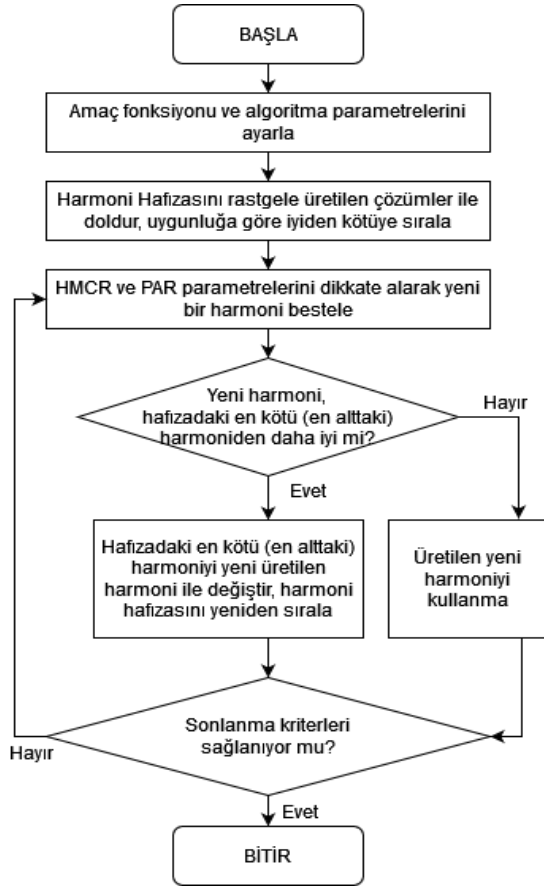 BAŞLA
Amaç fonksiyonu ve algoritma parametrelerini
ayarla
Harmoni Hafızasını rastgele üretilen çözümler ile
doldur, uygunluğa göre iyiden kötüye sırala
HMCR ve PAR parametrelerini dikkate alarak yeni
bir harmoni bestele
Yeni harmoni,
hafızadaki en kötü (en alttaki)
harmoniden daha iyi mi?
Hayır
Evet
Hafızadaki en kötü (en alttaki)
harmoniyi yeni üretilen
harmoni ile değiştir, harmoni
hafızasını yeniden sırala
Üretilen yeni
harmoniyi
kullanma
Sonlanma kriterleri
sağlanıyor mu?
Hayır
Evet
BİTİR